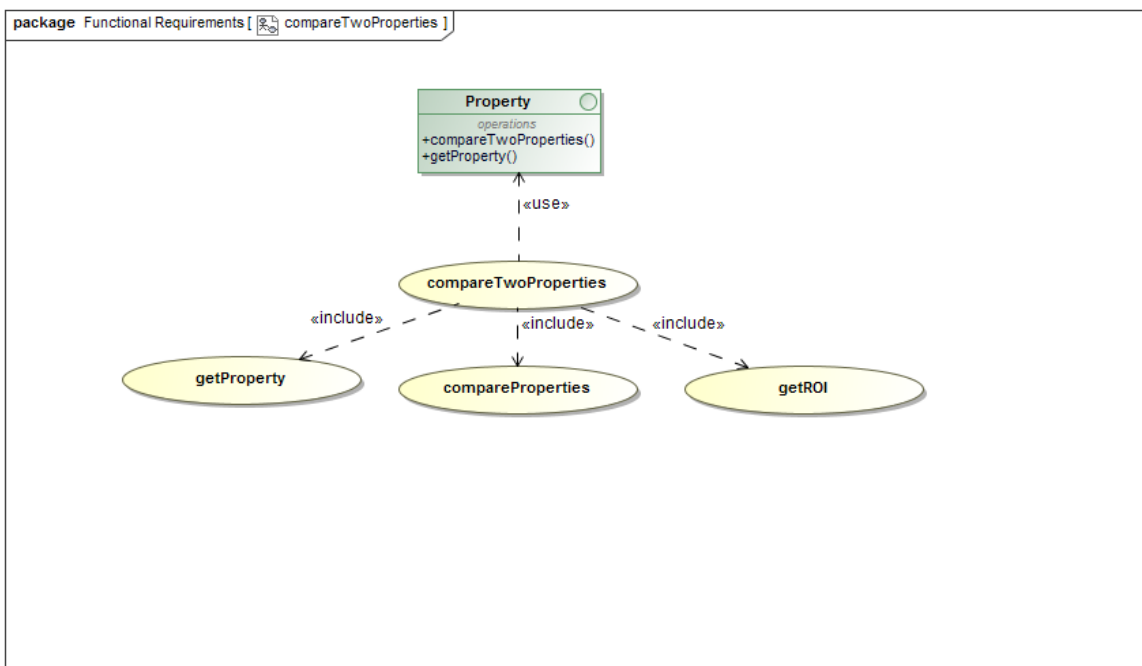 package Functional Requirements [ compareTwoProperties ]
Property
operations
+compareTwoProperties()
+getProperty()
«use»
compareTwoProperties
«include»
«include»
«include»
getProperty
compareProperties
getROI